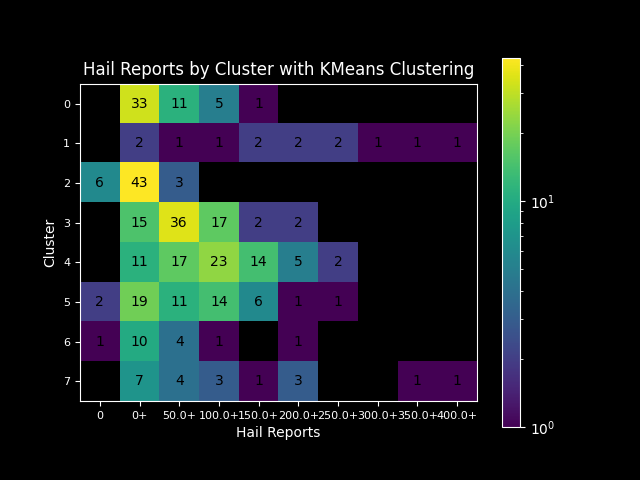 Hail Reports by Cluster with KMeans Clustering
0 33 11 5 1
1 2 1 1 2 2 2 1 1 1
2 6 43 3
3 15 36 17 2 2
4 11 17 23 14 5 2
5 2 19 11 14 6 1 1
6 1 10 4 1 1
7 7 4 3 1 3 1 1
0 0+ 50.0+ 100.0+ 150.0+ 200.0+ 250.0+ 300.0+ 350.0+ 400.0+
Hail Reports
Cluster
10¹
10⁰